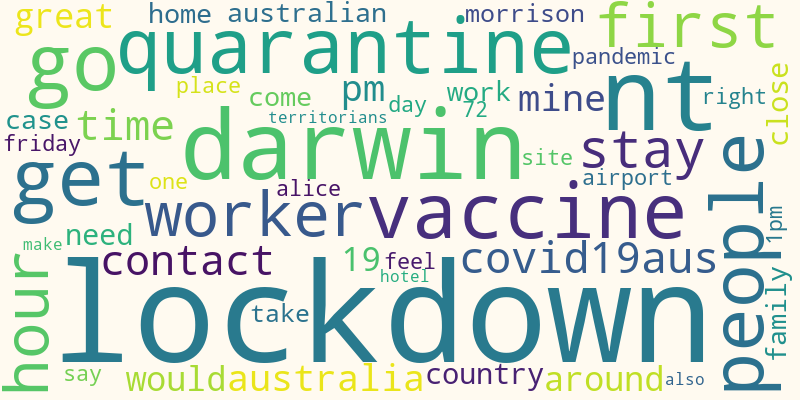 great
home
australian
morrison
first
go
quarantine
pandemic
close
place
come
pm
day
work
72
mine
nt
right
case
time
territorians
friday
darwin
site
stay
airport
get
one
alice
people
1pm
worker
vaccine
need
make
contact
19
feel
covid19aus
hotel
hour
lockdown
take
family
say
would
australia
country
around
also